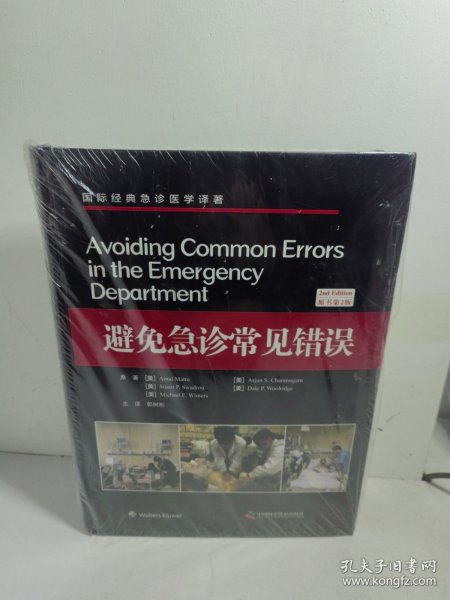 国际经典急诊医学译著
Avoiding Common Errors
in the Emergency
Department
2nd Edition
原书第2版
避免急诊常见错误
原 著 [美] Amal Mattu [美] Arjun S. Chanmugam
[美] Stuart P. Swadron [美] Dale P. Woolridge
[美] Michael E. Winters
主 译 郭树彬
Wolters Kluwer
孔夫子旧书网
www.kongfz.com